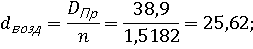 d_возд = D_Пр / n = 38,9 / 1,5182 = 25,62;